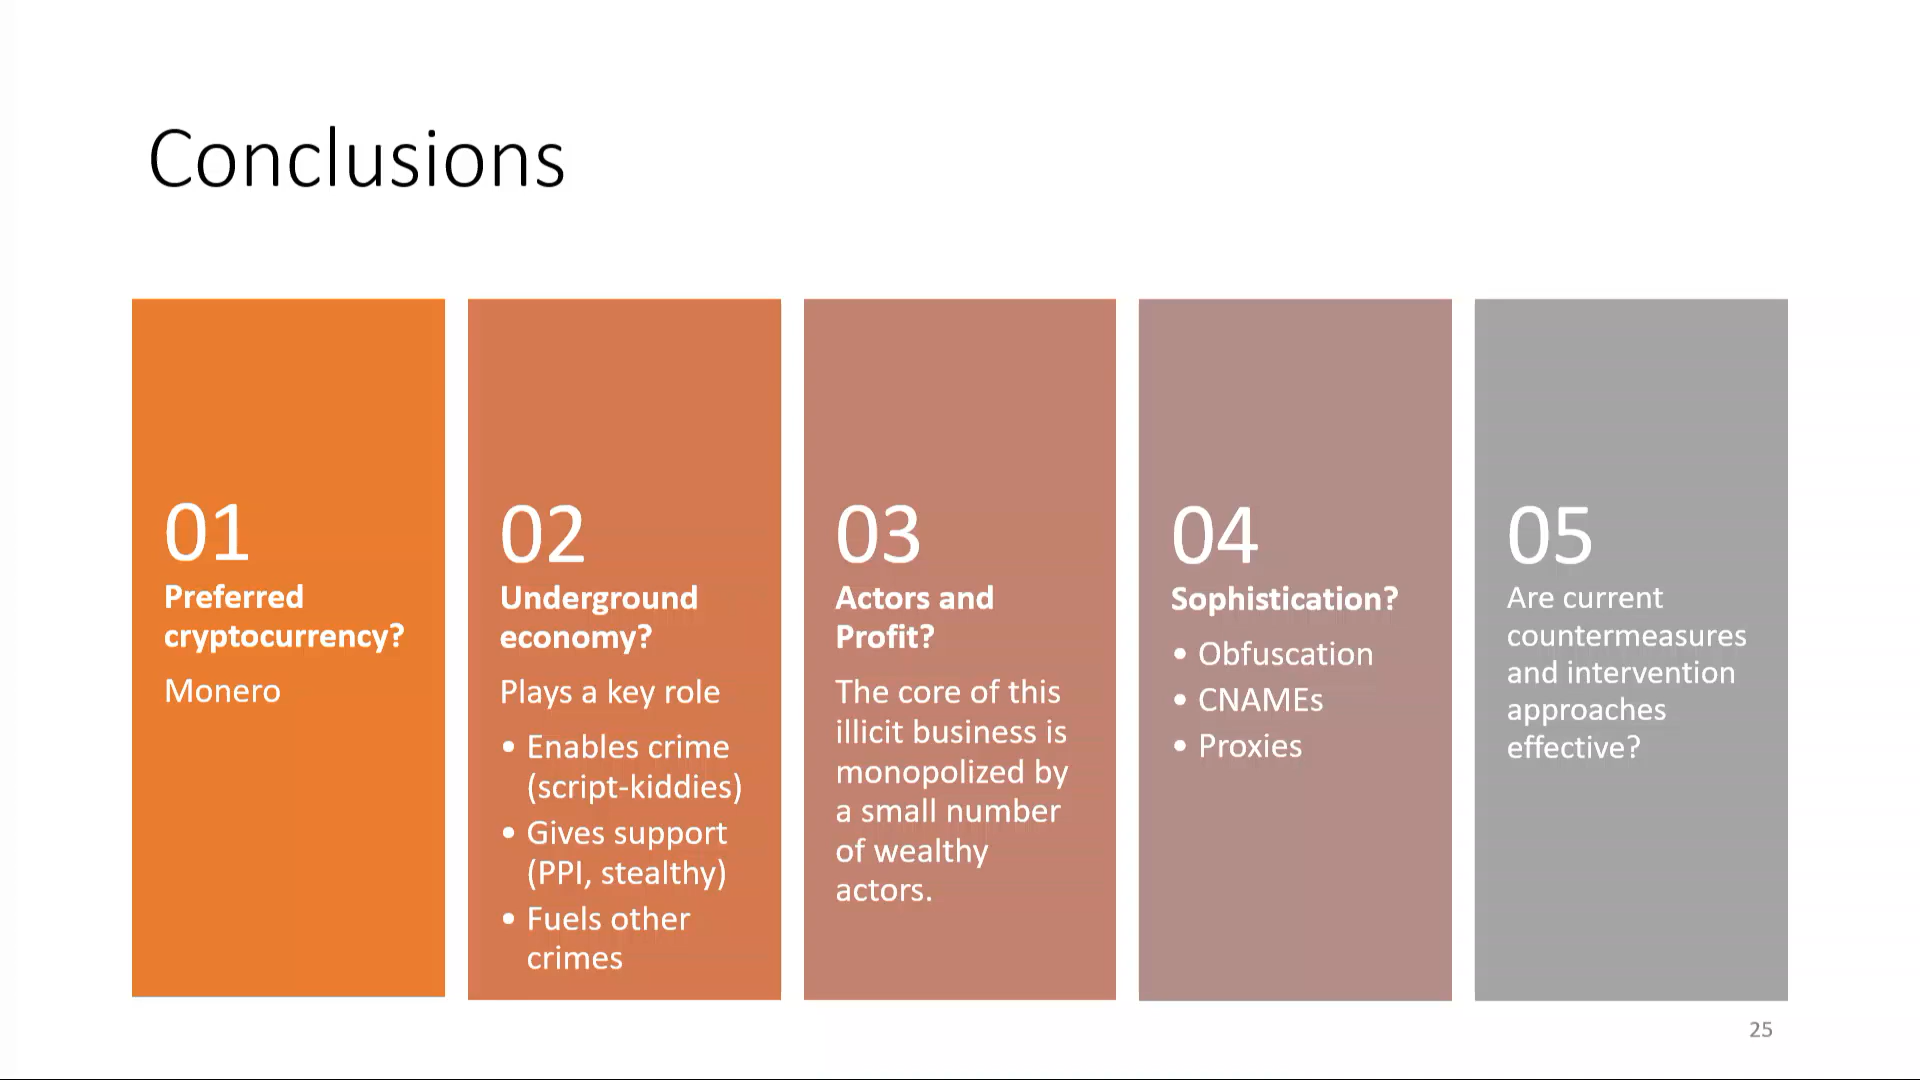 Conclusions
01
Preferred
cryptocurrency?
Monero
02
Underground
economy?
Plays a key role
• Enables crime
(script-kiddies)
• Gives support
(PPI, stealthy)
• Fuels other
crimes
03
Actors and
Profit?
The core of this
illicit business is
monopolized by
a small number
of wealthy
actors.
04
Sophistication?
• Obfuscation
• CNAMEs
• Proxies
05
Are current
countermeasures
and intervention
approaches
effective?
25